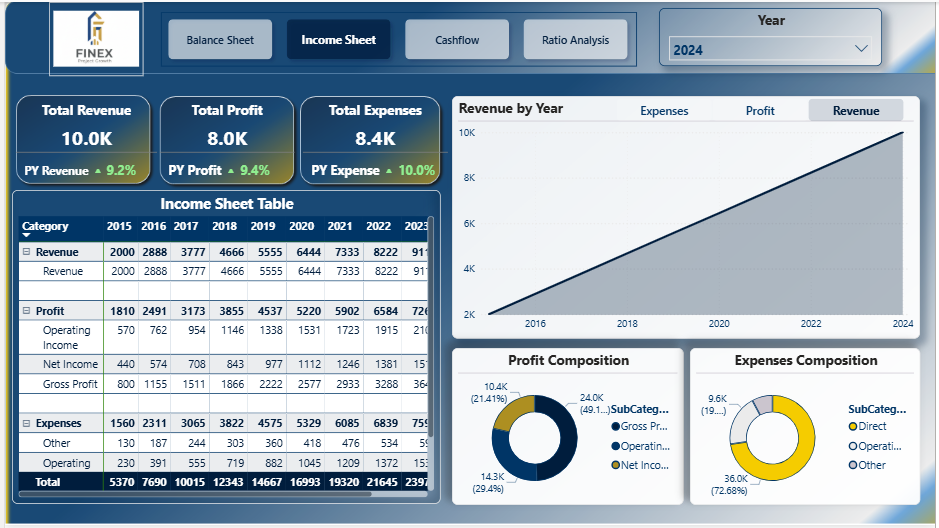 FINEX
Project Growth
Balance Sheet
Income Sheet
Cashflow
Ratio Analysis
Year
2024
Total Revenue
10.0K
PY Revenue ▲ 9.2%
Total Profit
8.0K
PY Profit ▲ 9.4%
Total Expenses
8.4K
PY Expense ▲ 10.0%
Income Sheet Table
Category 2015 2016 2017 2018 2019 2020 2021 2022 2023
Revenue 2000 2888 3777 4666 5555 6444 7333 8222 911
Revenue 2000 2888 3777 4666 5555 6444 7333 8222 911
Profit 1810 2491 3173 3855 4537 5220 5902 6584 726
Operating Income 570 762 954 1146 1338 1531 1723 1915 210
Net Income 440 574 708 843 977 1112 1246 1381 151
Gross Profit 800 1155 1511 1866 2222 2577 2933 3288 364
Expenses 1560 2311 3065 3822 4575 5329 6085 6839 759
Other 130 187 244 303 360 418 476 534 59
Operating 230 391 555 719 882 1045 1209 1372 153
Total 5370 7690 10015 12343 14667 16993 19320 21645 2397
Revenue by Year
Expenses
Profit
Revenue
10K
8K
6K
4K
2K
2016 2018 2020 2022 2024
Profit Composition
10.4K
(21.41%)
24.0K
(49.1...)
14.3K
(29.4%)
SubCateg...
Gross Pr...
Operatin...
Net Inco...
Expenses Composition
9.6K
(19....)
36.0K
(72.68%)
SubCateg...
Direct
Operati...
Other